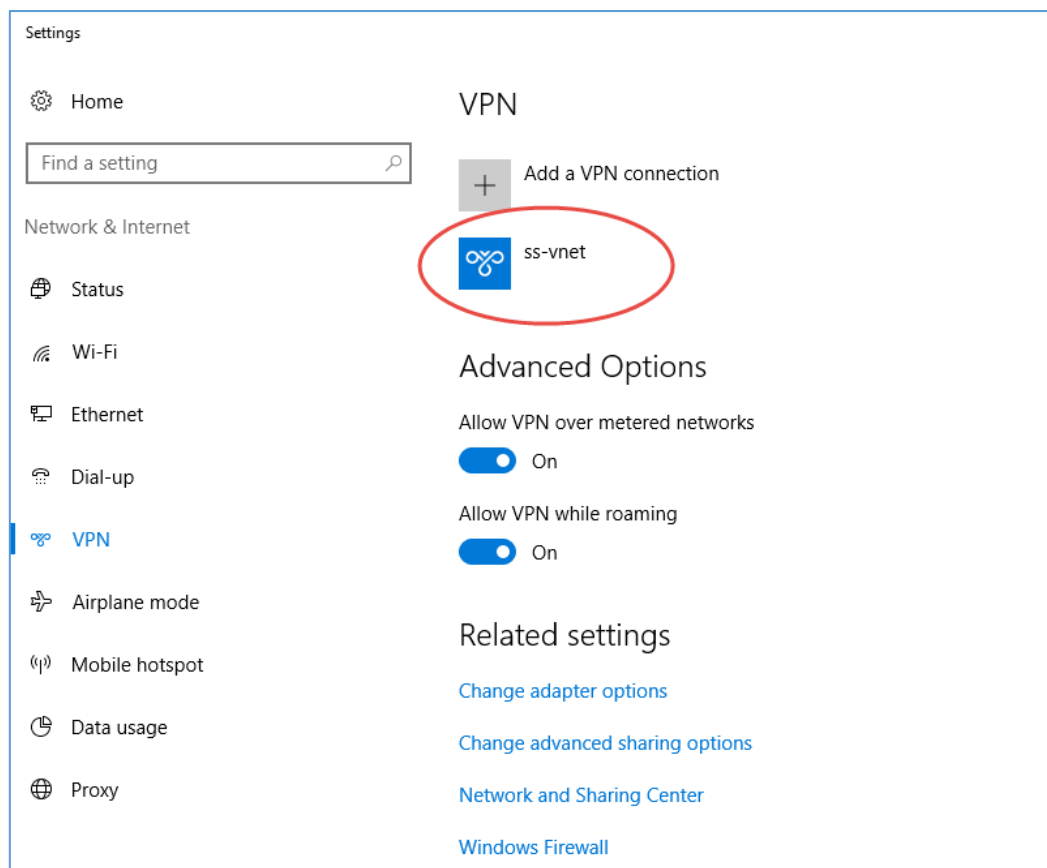 Settings
Home
Find a setting
Network & Internet
Status
Wi-Fi
Ethernet
Dial-up
VPN
Airplane mode
Mobile hotspot
Data usage
Proxy
VPN
Add a VPN connection
ss-vnet
Advanced Options
Allow VPN over metered networks
On
Allow VPN while roaming
On
Related settings
Change adapter options
Change advanced sharing options
Network and Sharing Center
Windows Firewall